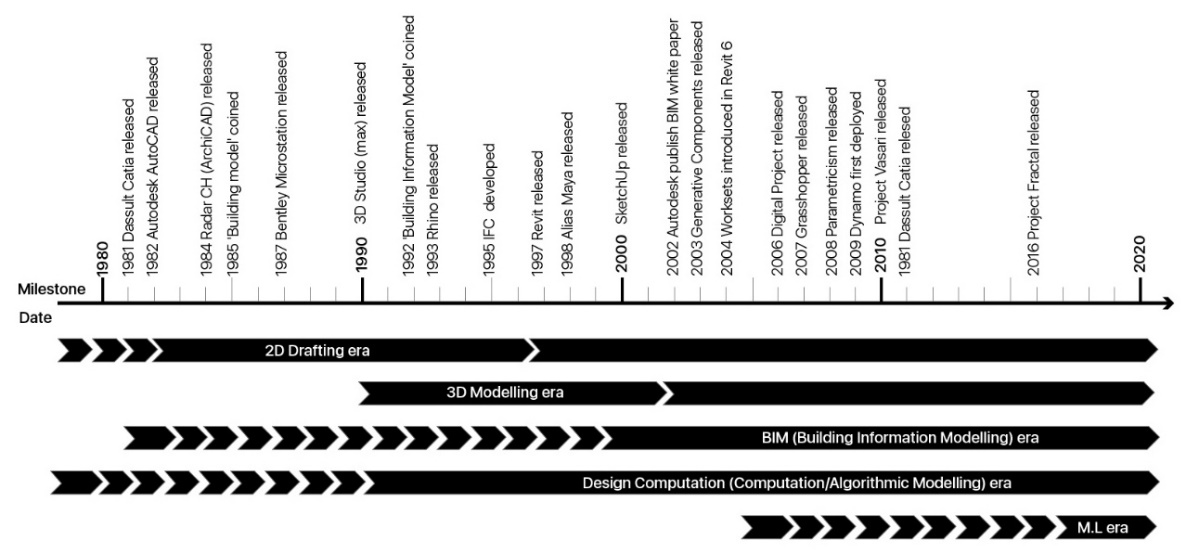 1980
1981 Dassult Catia released
1982 Autodesk AutoCAD released
1984 Radar CH (ArchiCAD) released
1985 'Building model' coined
1987 Bentley Microstation released
1990 3D Studio (max) released
1992 'Building Information Model' coined
1993 Rhino released
1995 IFC developed
1997 Revit released
1998 Alias Maya released
2000 SketchUp released
2002 Autodesk publish BIM white paper
2003 Generative Components released
2004 Worksets introduced in Revit 6
2006 Digital Project released
2007 Grasshopper released
2008 Parametricism released
2009 Dynamo first deployed
2010 Project Vasari released
1981 Dassult Catia relesed
2016 Project Fractal released
2020
Milestone
Date
2D Drafting era
3D Modelling era
BIM (Building Information Modelling) era
Design Computation (Computation/Algorithmic Modelling) era
M.L era